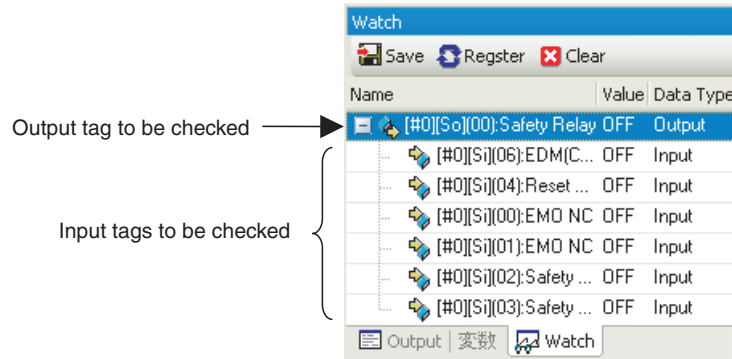 Watch
Save Regster Clear
Name Value Data Type
Output tag to be checked
[#0][So](00):Safety Relay OFF Output
[#0][Si](06):EDM(C... OFF Input
[#0][Si](04):Reset ... OFF Input
Input tags to be checked
[#0][Si](00):EMO NC OFF Input
[#0][Si](01):EMO NC OFF Input
[#0][Si](02):Safety ... OFF Input
[#0][Si](03):Safety ... OFF Input
Output 変数 Watch